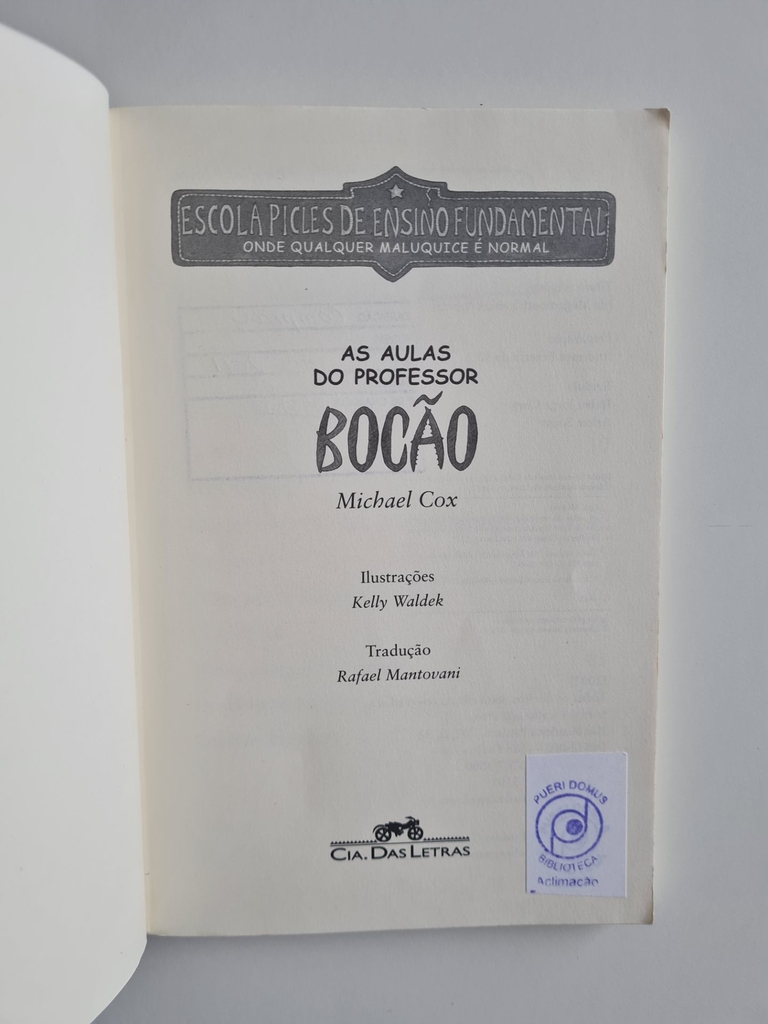 ESCOLA PICLES DE ENSINO FUNDAMENTAL
ONDE QUALQUER MALUQUICE É NORMAL
AS AULAS
DO PROFESSOR
BOCÃO
Michael Cox
Ilustrações
Kelly Waldek
Tradução
Rafael Mantovani
CIA. DAS LETRAS
PUERI DOMUS
BIBLIOTECA
Aclimação